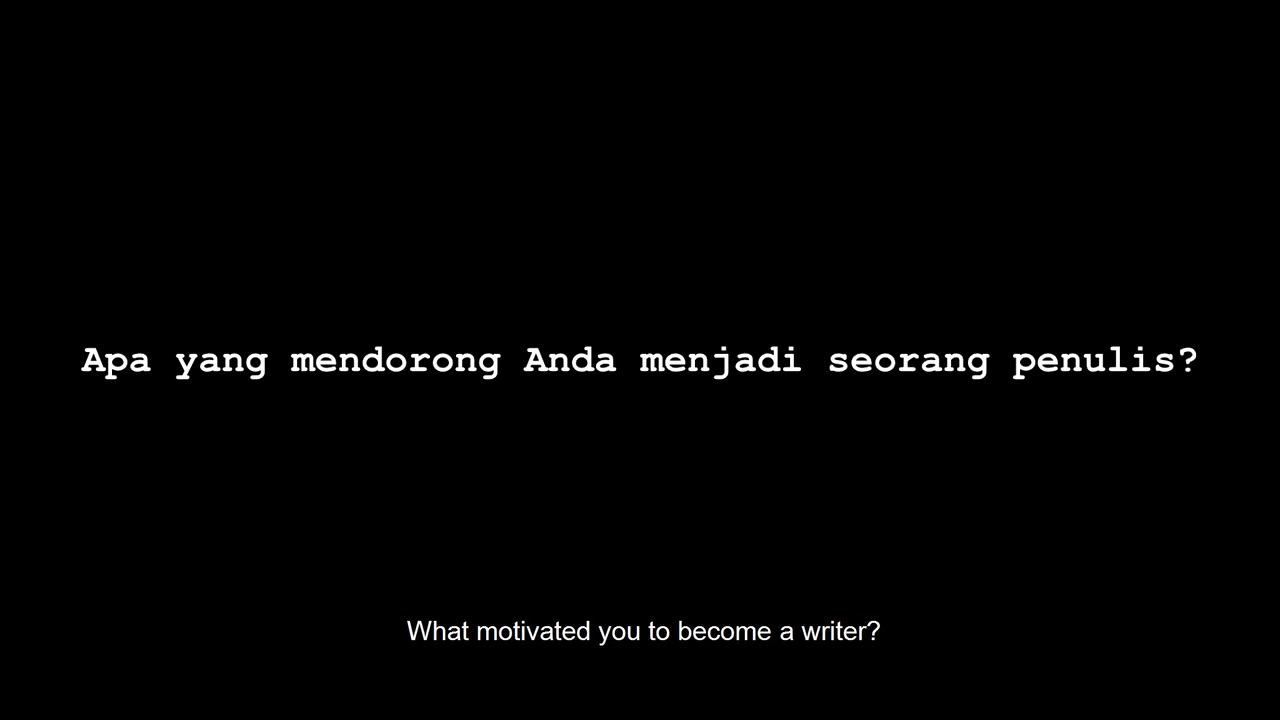 Apa yang mendorong Anda menjadi seorang penulis?
What motivated you to become a writer?